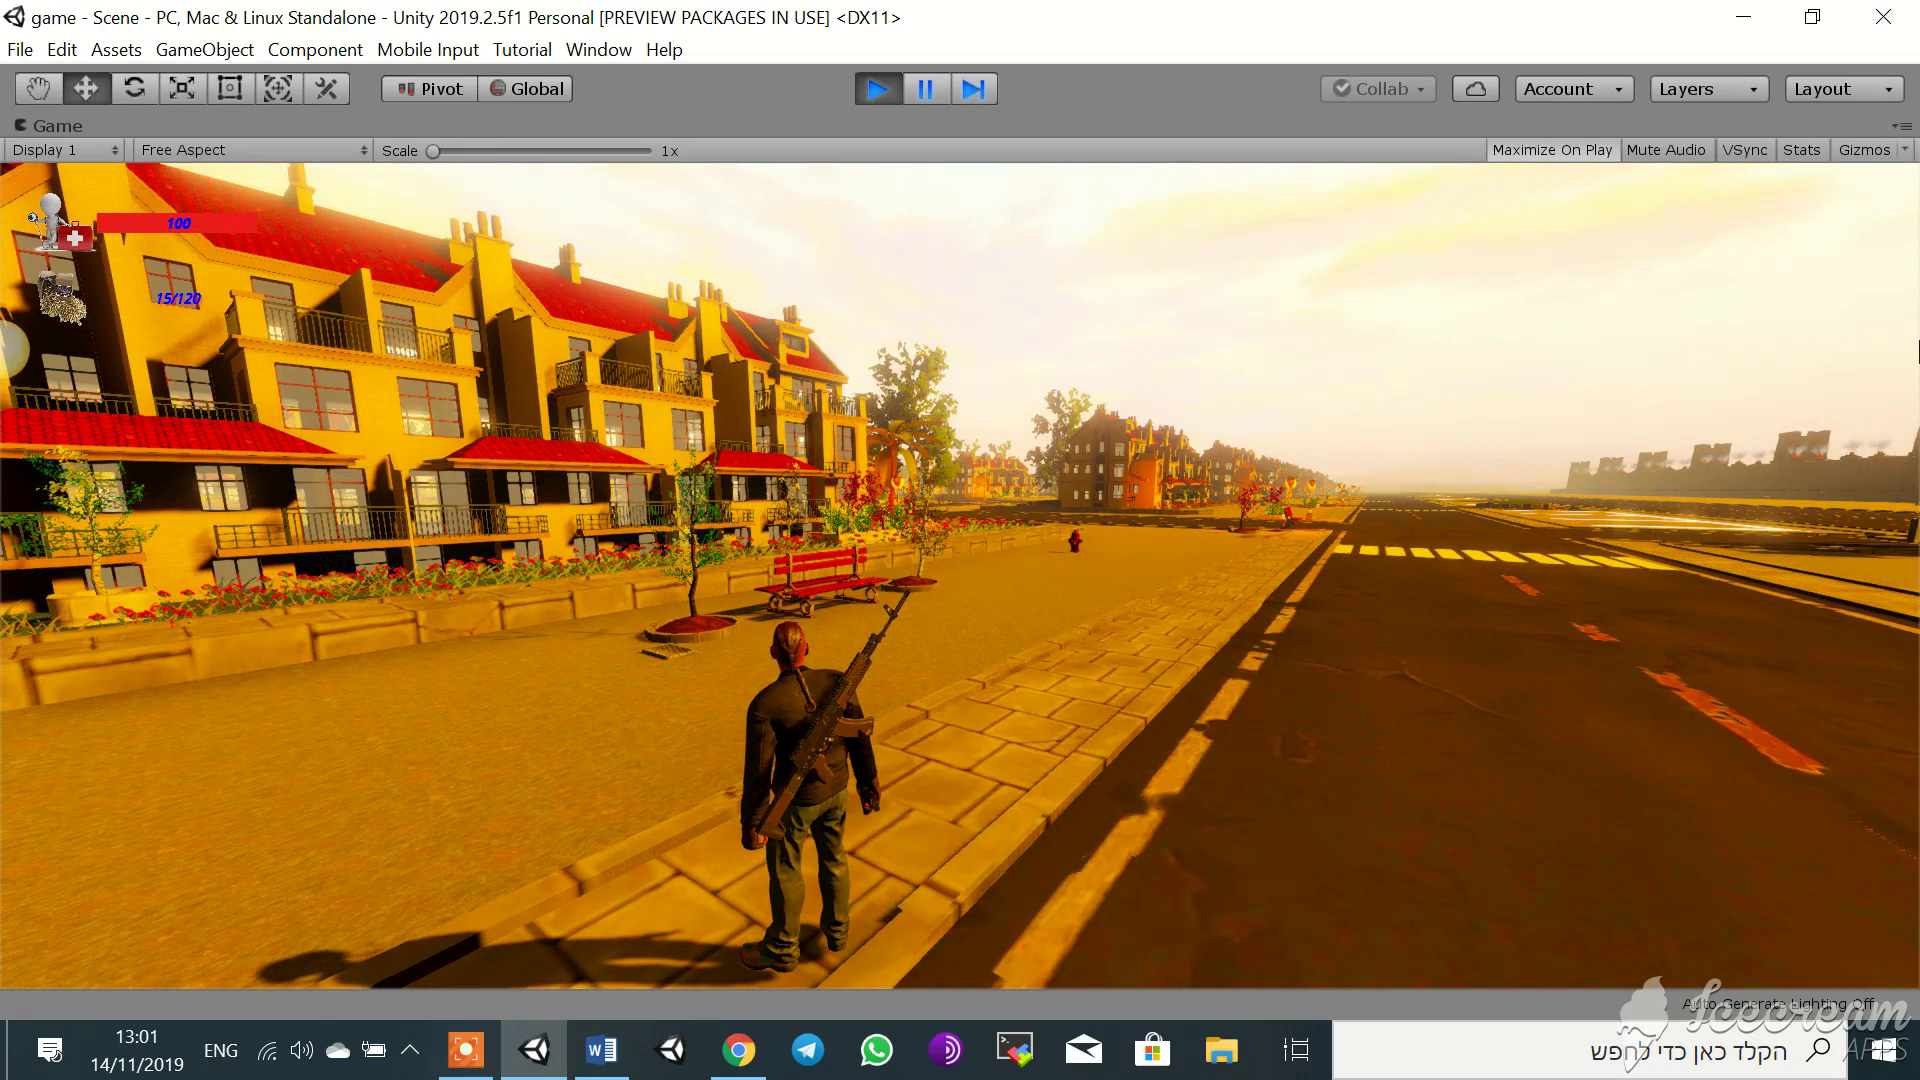 game - Scene - PC, Mac & Linux Standalone - Unity 2019.2.5f1 Personal [PREVIEW PACKAGES IN USE] <DX11>
File Edit Assets GameObject Component Mobile Input Tutorial Window Help
Pivot Global Collab Account Layers Layout
Game
Display 1 Free Aspect Scale 1x Maximize On Play Mute Audio VSync Stats Gizmos
100
15/120
Auto Generate Lighting Off
Icecream
APPS
13:01
14/11/2019
ENG
הקלד כאן כדי לחפש